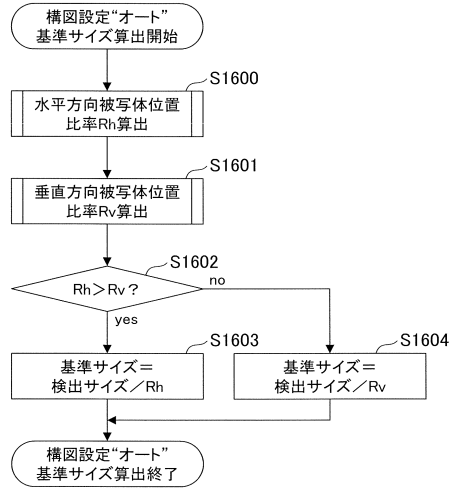 構図設定“オート”
基準サイズ算出開始
S1600
水平方向被写体位置
比率Rh算出
S1601
垂直方向被写体位置
比率Rv算出
S1602
Rh＞Rv？
no
yes
S1603
基準サイズ＝
検出サイズ／Rh
S1604
基準サイズ＝
検出サイズ／Rv
構図設定“オート”
基準サイズ算出終了